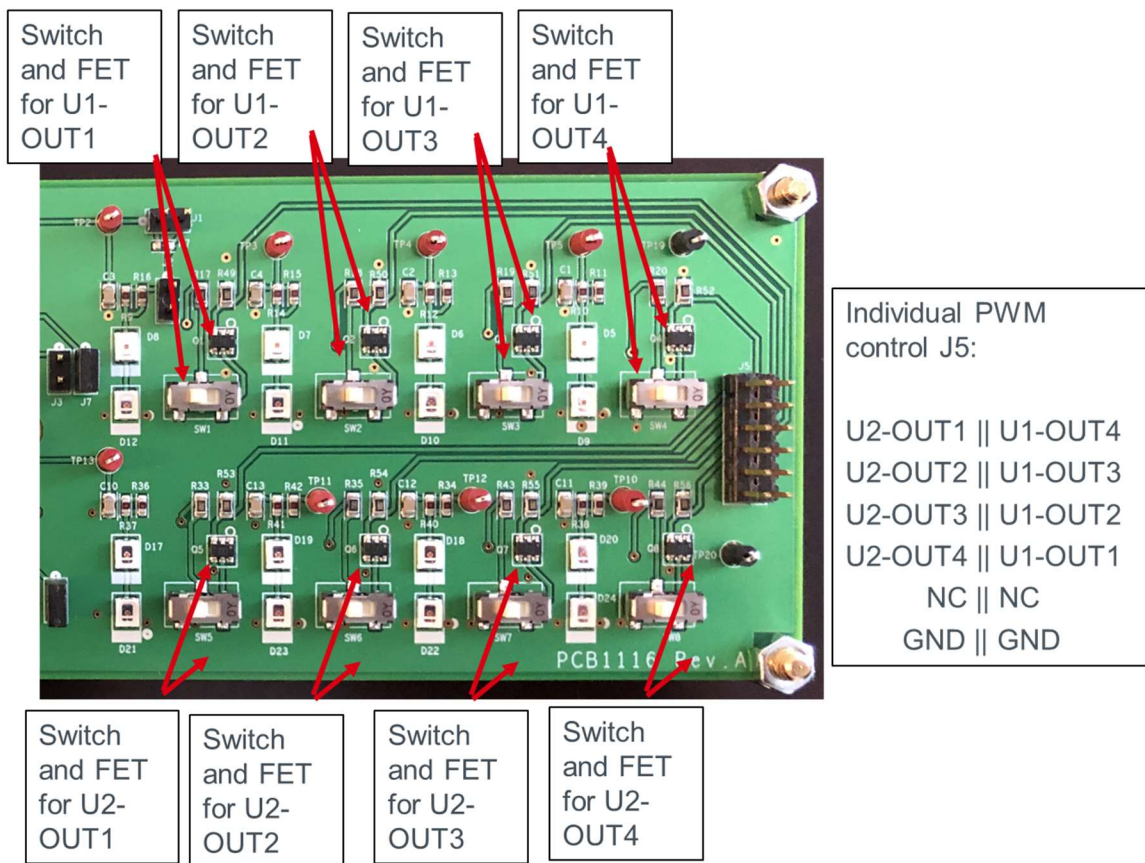 Switch
and FET
for U1-
OUT1
Switch
and FET
for U1-
OUT2
Switch
and FET
for U1-
OUT3
Switch
and FET
for U1-
OUT4
TP2
J1
TP3
TP4
TP5
TP19
C3 R16
R17 R49 C4 R15
R50 C2 R13
R19 R51 C1 R11
R20 R52
R14
R12
R10
D8
D7
D6
D5
J3 J7
J5
SW1
SW2
SW3
SW4
D12
D11
D10
D9
TP13
R53
TP11
R54
TP12
R55
TP10
R56
C10 R36
R33
C13 R42
R35
C12 R34
R43
C11 R39
R44
R37
R41
R40
R38
D17
Q5
D19
Q6
D18
Q7
D20
Q8
TP20
D24
D21
SW5
D23
SW6
D22
SW7
SW8
PCB1116 Rev.A
Individual PWM
control J5:
U2-OUT1 || U1-OUT4
U2-OUT2 || U1-OUT3
U2-OUT3 || U1-OUT2
U2-OUT4 || U1-OUT1
NC || NC
GND || GND
Switch
and FET
for U2-
OUT1
Switch
and FET
for U2-
OUT2
Switch
and FET
for U2-
OUT3
Switch
and FET
for U2-
OUT4